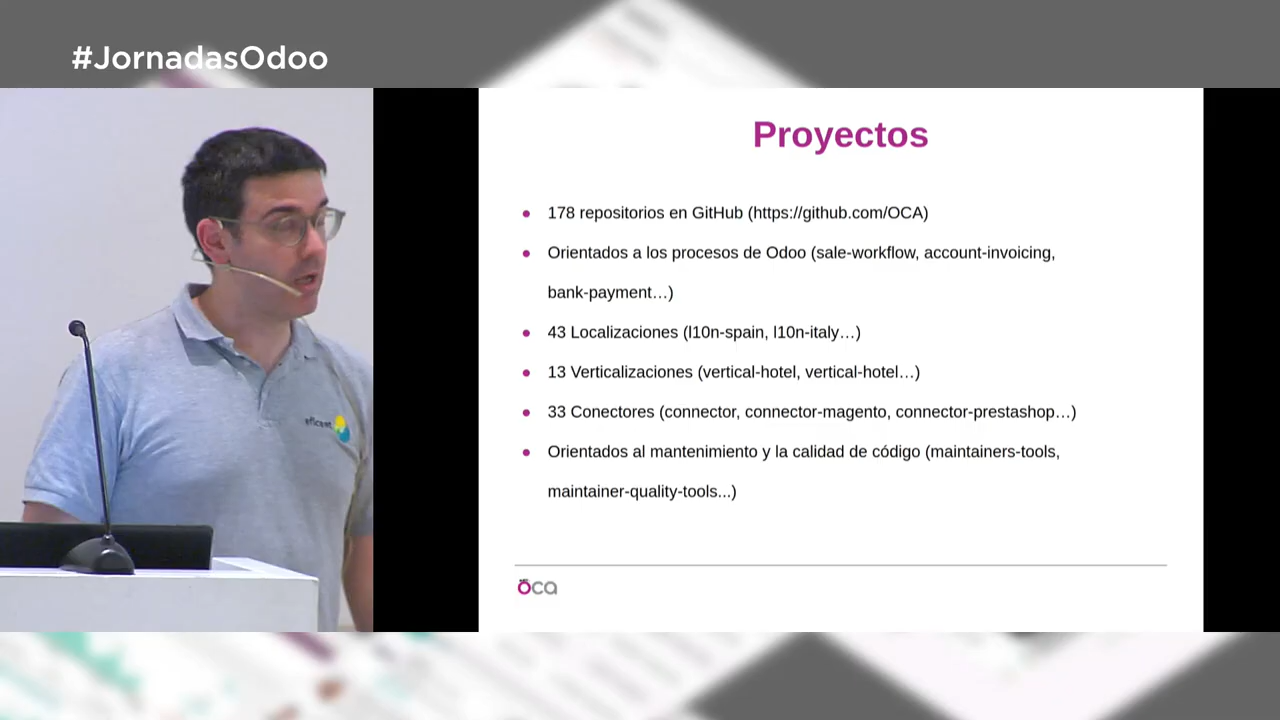 #JornadasOdoo
Proyectos
178 repositorios en GitHub (https://github.com/OCA)
Orientados a los procesos de Odoo (sale-workflow, account-invoicing,
bank-payment…)
43 Localizaciones (l10n-spain, l10n-italy…)
13 Verticalizaciones (vertical-hotel, vertical-hotel…)
33 Conectores (connector, connector-magento, connector-prestashop…)
Orientados al mantenimiento y la calidad de código (maintainers-tools,
maintainer-quality-tools...)
oca
eficent